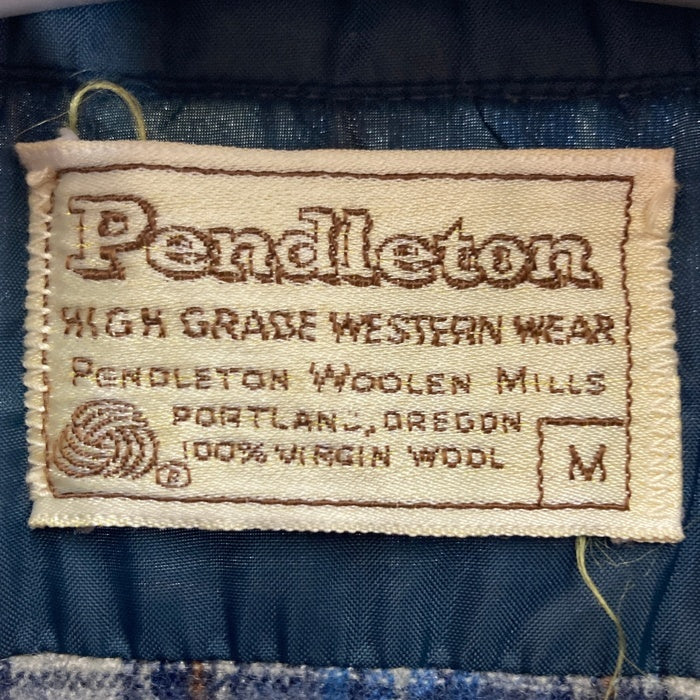 Pendleton
HIGH GRADE WESTERN WEAR
PENDLETON WOOLEN MILLS
PORTLAND, OREGON
100% VIRGIN WOOL
M
®